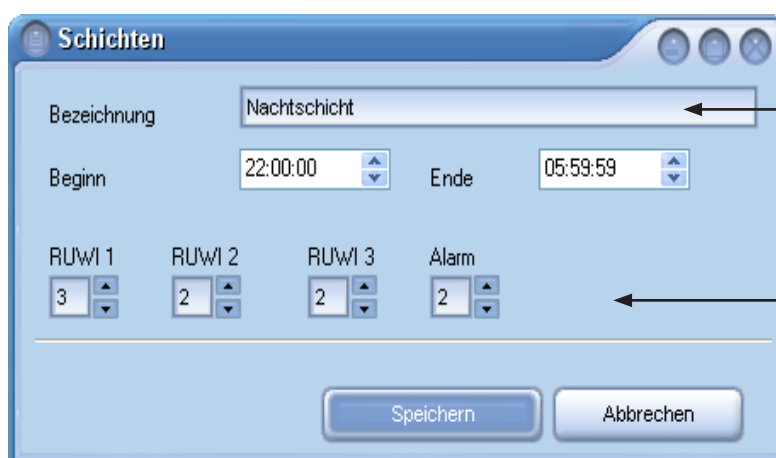 Schichten
Bezeichnung Nachtschicht
Beginn 22:00:00 Ende 05:59:59
RUWI 1 RUWI 2 RUWI 3 Alarm
3 2 2 2
Speichern Abbrechen